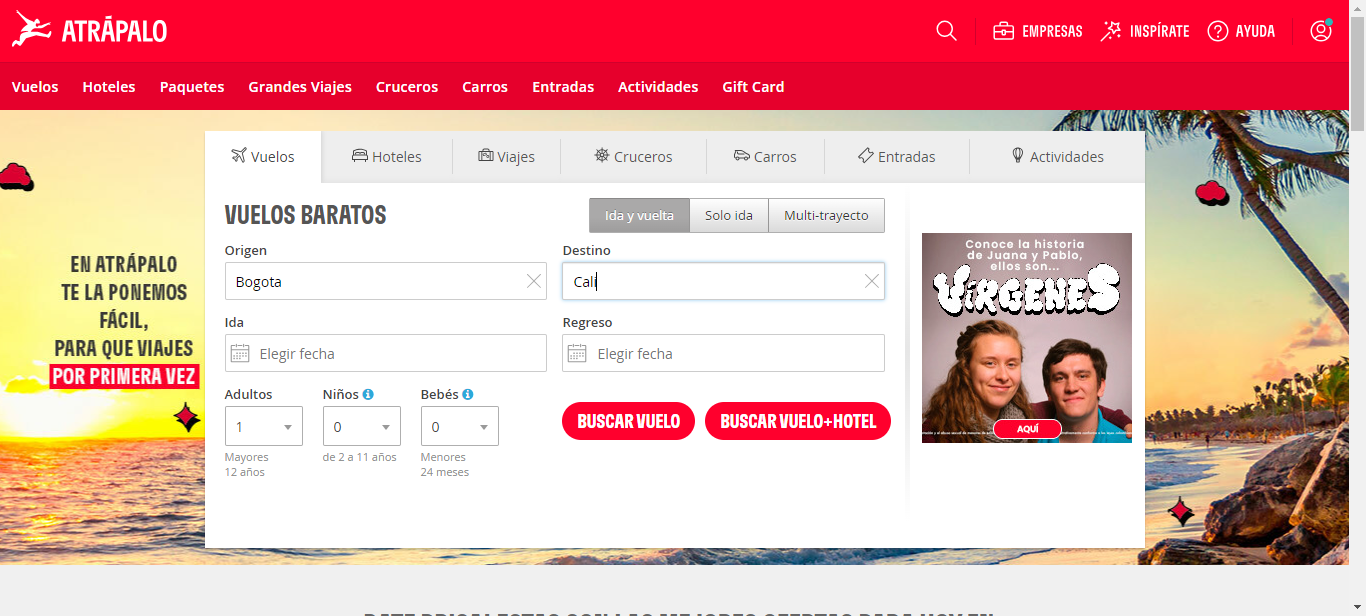 ATRÁPALO
EMPRESAS
INSPÍRATE
AYUDA
Vuelos Hoteles Paquetes Grandes Viajes Cruceros Carros Entradas Actividades Gift Card
Vuelos
Hoteles
Viajes
Cruceros
Carros
Entradas
Actividades
EN ATRÁPALO
TE LA PONEMOS
FÁCIL,
PARA QUE VIAJES
POR PRIMERA VEZ
VUELOS BARATOS
Ida y vuelta
Solo ida
Multi-trayecto
Origen
Bogota
Destino
Cali
Ida
Elegir fecha
Regreso
Elegir fecha
Adultos
1
Mayores
12 años
Niños
0
de 2 a 11 años
Bebés
0
Menores
24 meses
BUSCAR VUELO
BUSCAR VUELO+HOTEL
Conoce la historia
de Juana y Pablo,
ellos son...
VÍRGENES
AQUÍ